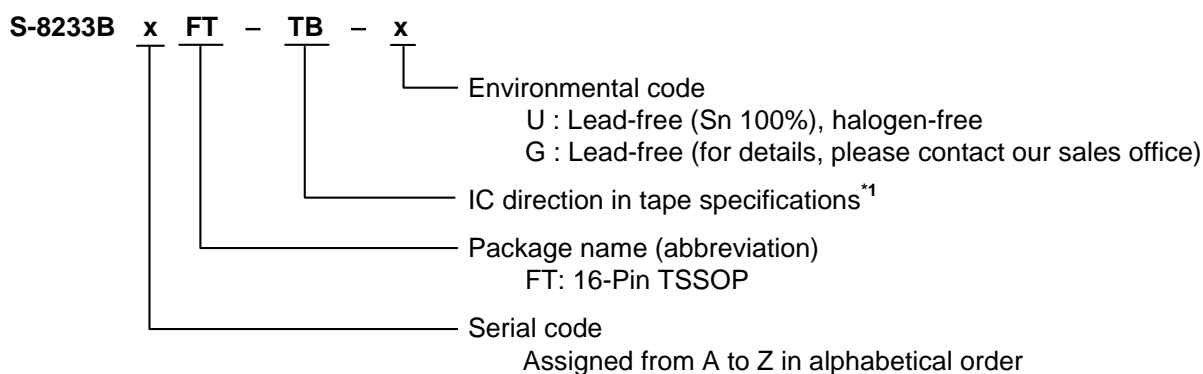 S-8233B x FT – TB – x
Environmental code
U : Lead-free (Sn 100%), halogen-free
G : Lead-free (for details, please contact our sales office)
IC direction in tape specifications*1
Package name (abbreviation)
FT: 16-Pin TSSOP
Serial code
Assigned from A to Z in alphabetical order